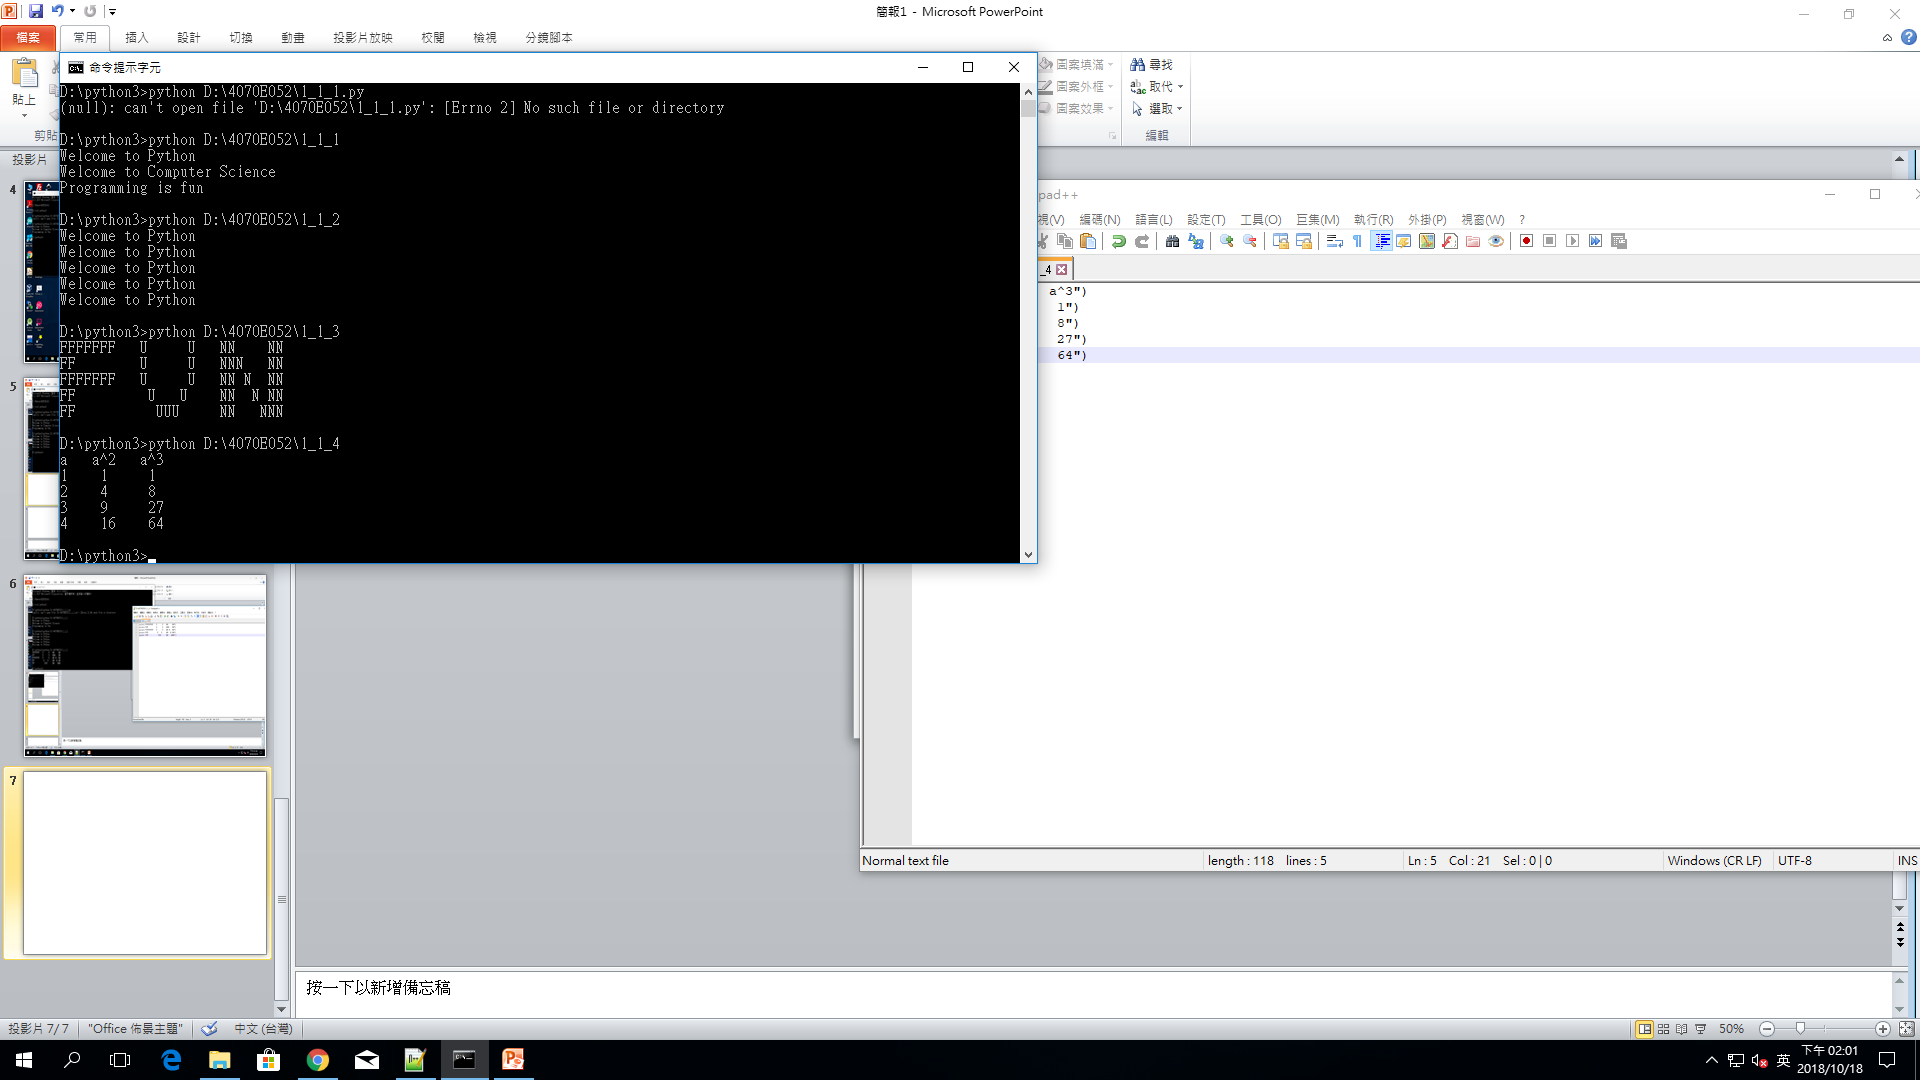 簡報1 - Microsoft PowerPoint
檔案 常用 插入 設計 切換 動畫 投影片放映 校閱 檢視 分鏡腳本
貼上
剪貼
圖案填滿
圖案外框
圖案效果
尋找
取代
選取
編輯
投影片
命令提示字元
D:\python3>python D:\4070E052\1_1_1.py
(null): can't open file 'D:\4070E052\1_1_1.py': [Errno 2] No such file or directory
D:\python3>python D:\4070E052\1_1_1
Welcome to Python
Welcome to Computer Science
Programming is fun
D:\python3>python D:\4070E052\1_1_2
Welcome to Python
Welcome to Python
Welcome to Python
Welcome to Python
Welcome to Python
D:\python3>python D:\4070E052\1_1_3
FFFFFFF   U     U   NN    NN
FF        U     U   NNN   NN
FFFFFFF   U     U   NN N  NN
FF         U   U    NN  N NN
FF          UUU     NN   NNN
D:\python3>python D:\4070E052\1_1_4
a   a^2   a^3
1    1     1
2    4     8
3    9     27
4    16    64
D:\python3>
pad++
視(V) 編碼(N) 語言(L) 設定(T) 工具(O) 巨集(M) 執行(R) 外掛(P) 視窗(W) ?
_4
a^3")
1")
8")
27")
64")
Normal text file length : 118 lines : 5 Ln : 5 Col : 21 Sel : 0 | 0 Windows (CR LF) UTF-8 INS
4
5
6
7
按一下以新增備忘稿
投影片 7/7 "Office 佈景主題" 中文 (台灣) 50%
英
下午 02:01
2018/10/18